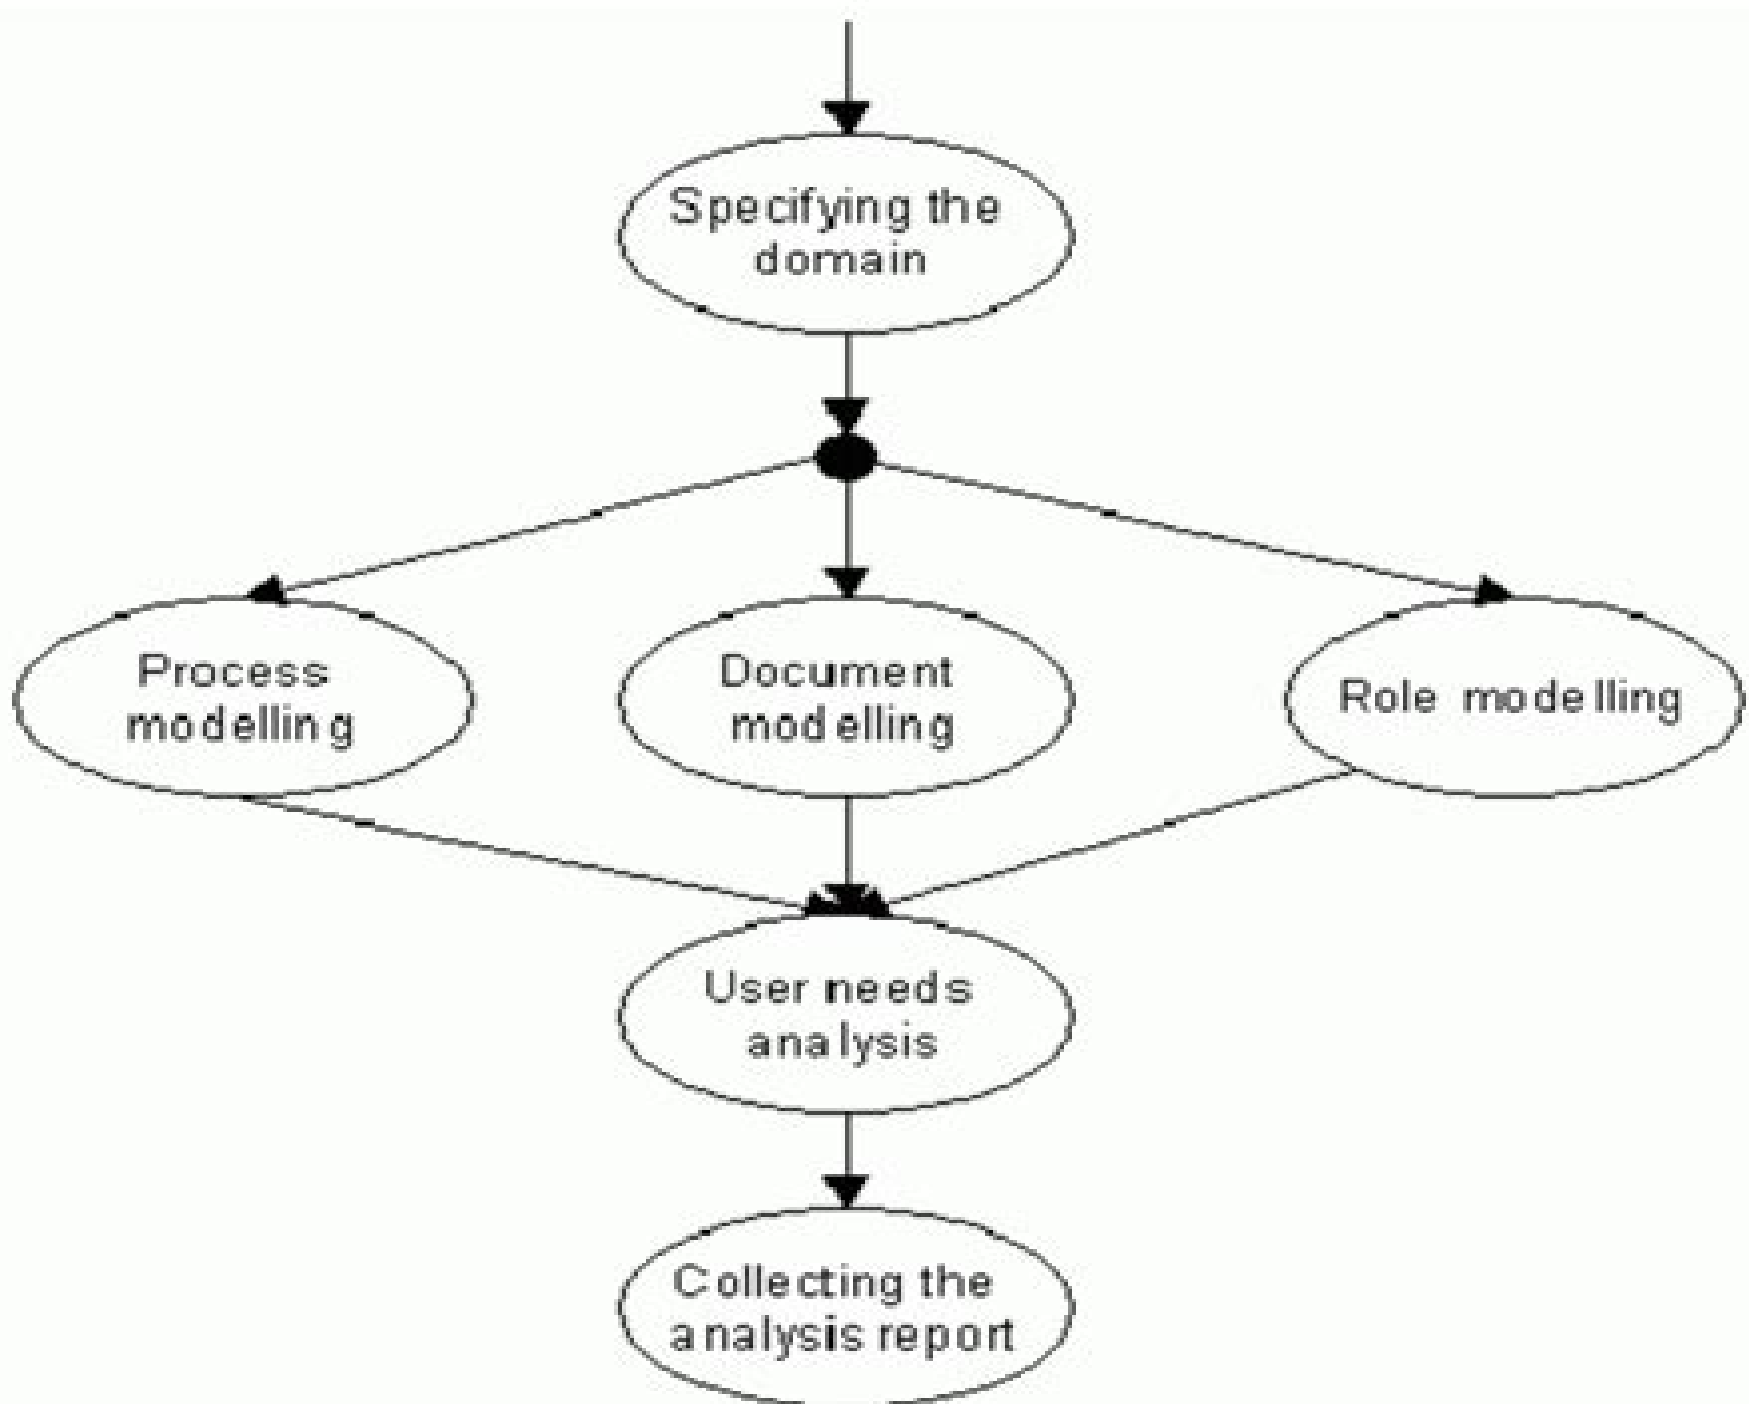 Specifying the
domain
Process
modelling
Document
modelling
Role modelling
User needs
analysis
Collecting the
analysis report